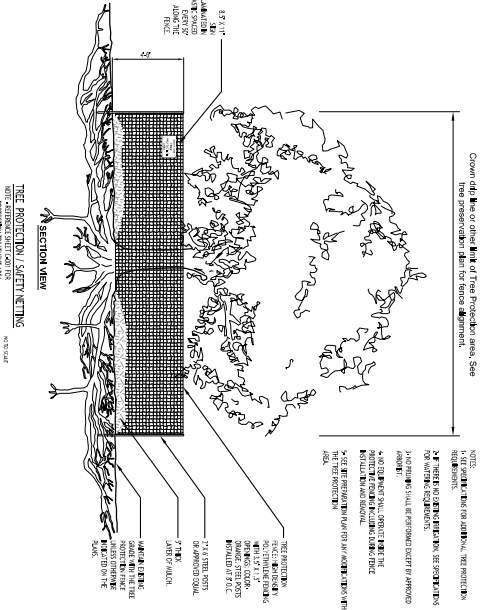 Crown drip line or other limit of Tree Protection area. See
tree preservation plan for fence alignment.
NOTES:
1- SEE SPECIFICATIONS FOR ADDITIONAL TREE PROTECTION
REQUIREMENTS.
2- IF THERE IS NO EXISTING IRRIGATION, SEE SPECIFICATIONS
FOR WATERING REQUIREMENTS.
3- NO PRUNING SHALL BE PERFORMED EXCEPT BY APPROVED
ARBORIST.
4- NO EQUIPMENT SHALL OPERATE INSIDE THE
PROTECTIVE FENCING INCLUDING DURING FENCE
INSTALLATION AND REMOVAL.
5- SEE SITE PREPARATION PLAN FOR ANY MODIFICATIONS WITH
THE TREE PROTECTION
AREA.
8.5" X 11"
SIGN
LAMINATED IN
PLASTIC SPACED
EVERY 50'
ALONG THE
FENCE.
4'-0"
TREE PROTECTION
FENCE: HIGH DENSITY
POLYETHYLENE FENCING
WITH 3.5" X 1.5"
OPENINGS; COLOR-
ORANGE. STEEL POSTS
INSTALLED AT 8' O.C.
2" X 6' STEEL POSTS
OR APPROVED EQUAL
5" THICK
LAYER OF MULCH.
MAINTAIN EXISTING
GRADE WITH THE TREE
PROTECTION FENCE
UNLESS OTHERWISE
INDICATED ON THE
PLANS.
SECTION VIEW
TREE PROTECTION / SAFETY NETTING
NOT TO SCALE